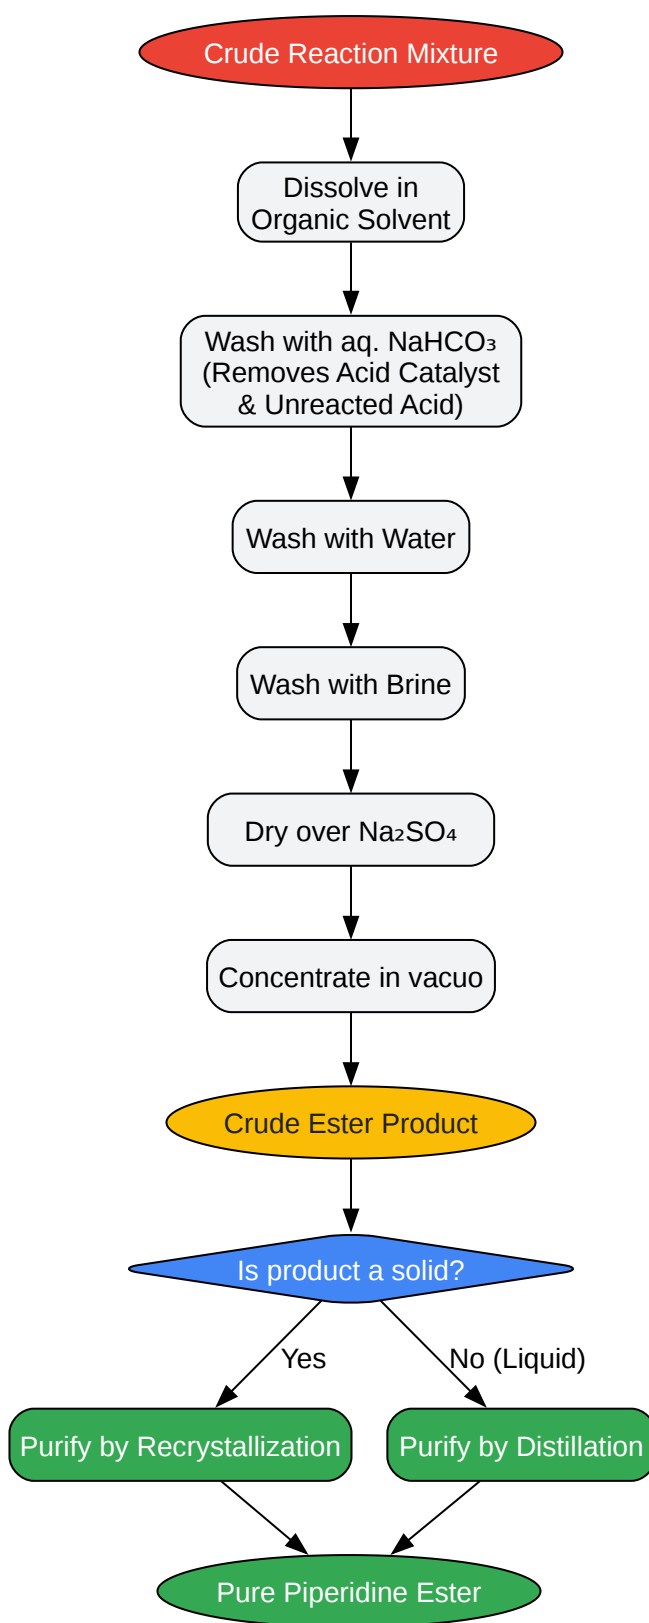 Crude Reaction Mixture
Dissolve in
Organic Solvent
Wash with aq. NaHCO₃
(Removes Acid Catalyst
& Unreacted Acid)
Wash with Water
Wash with Brine
Dry over Na₂SO₄
Concentrate in vacuo
Crude Ester Product
Is product a solid?
Yes
No (Liquid)
Purify by Recrystallization
Purify by Distillation
Pure Piperidine Ester